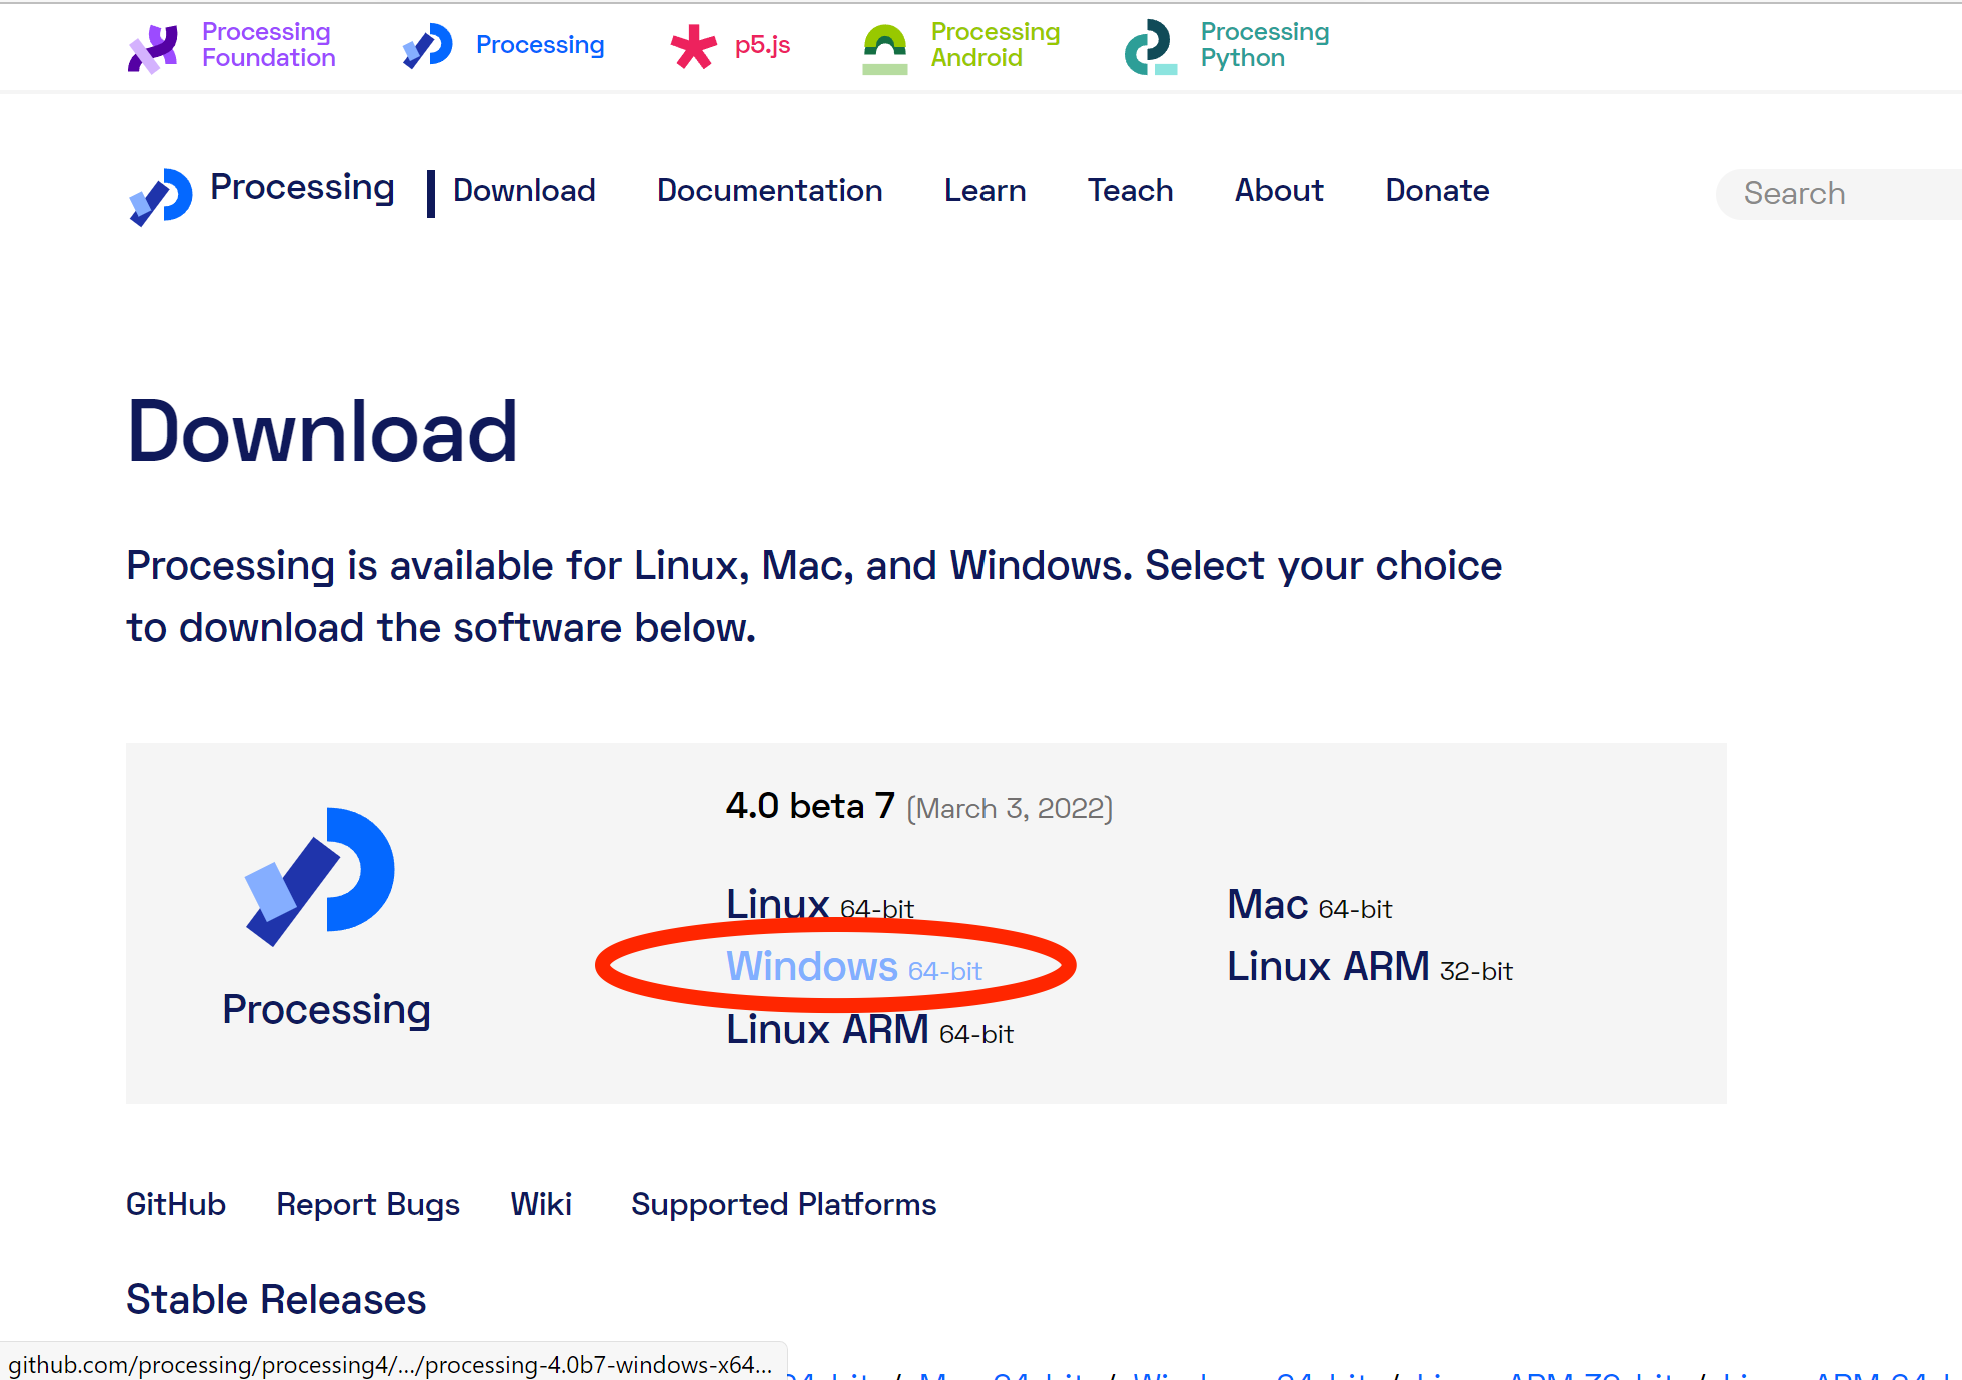 Processing Foundation
Processing
p5.js
Processing Android
Processing Python
Processing
Download
Documentation
Learn
Teach
About
Donate
Search
Download
Processing is available for Linux, Mac, and Windows. Select your choice
to download the software below.
4.0 beta 7 (March 3, 2022)
Linux 64-bit
Mac 64-bit
Windows 64-bit
Linux ARM 32-bit
Linux ARM 64-bit
Processing
GitHub
Report Bugs
Wiki
Supported Platforms
Stable Releases
github.com/processing/processing4/.../processing-4.0b7-windows-x64...